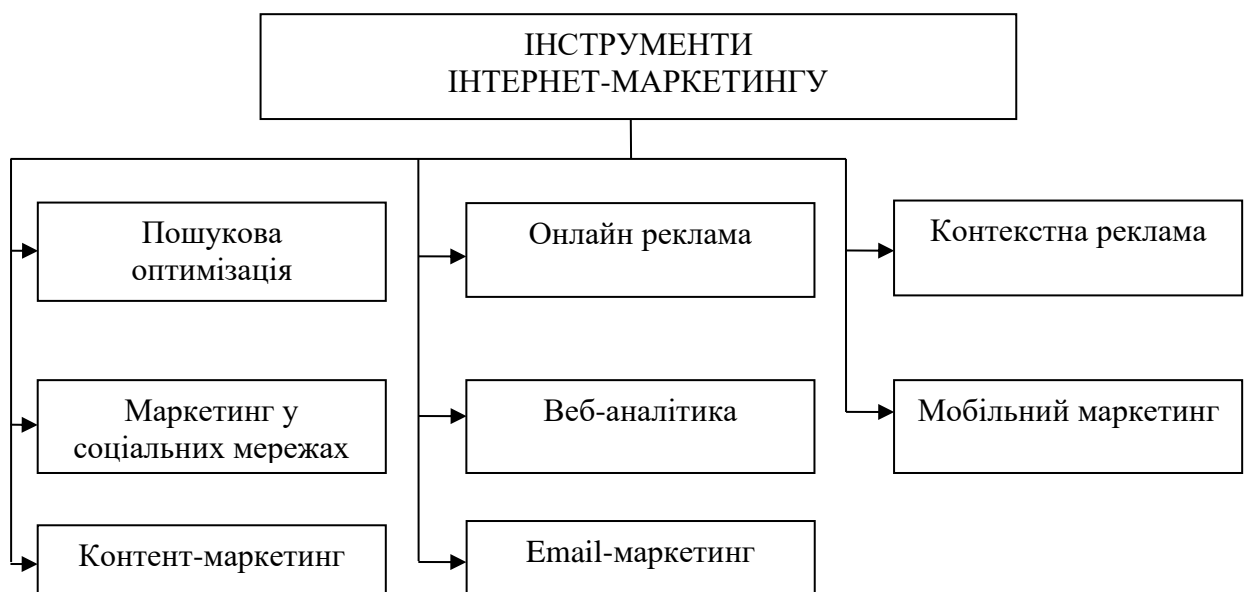 ІНСТРУМЕНТИ
ІНТЕРНЕТ-МАРКЕТИНГУ
Пошукова
оптимізація
Онлайн реклама
Контекстна реклама
Маркетинг у
соціальних мережах
Веб-аналітика
Мобільний маркетинг
Контент-маркетинг
Email-маркетинг